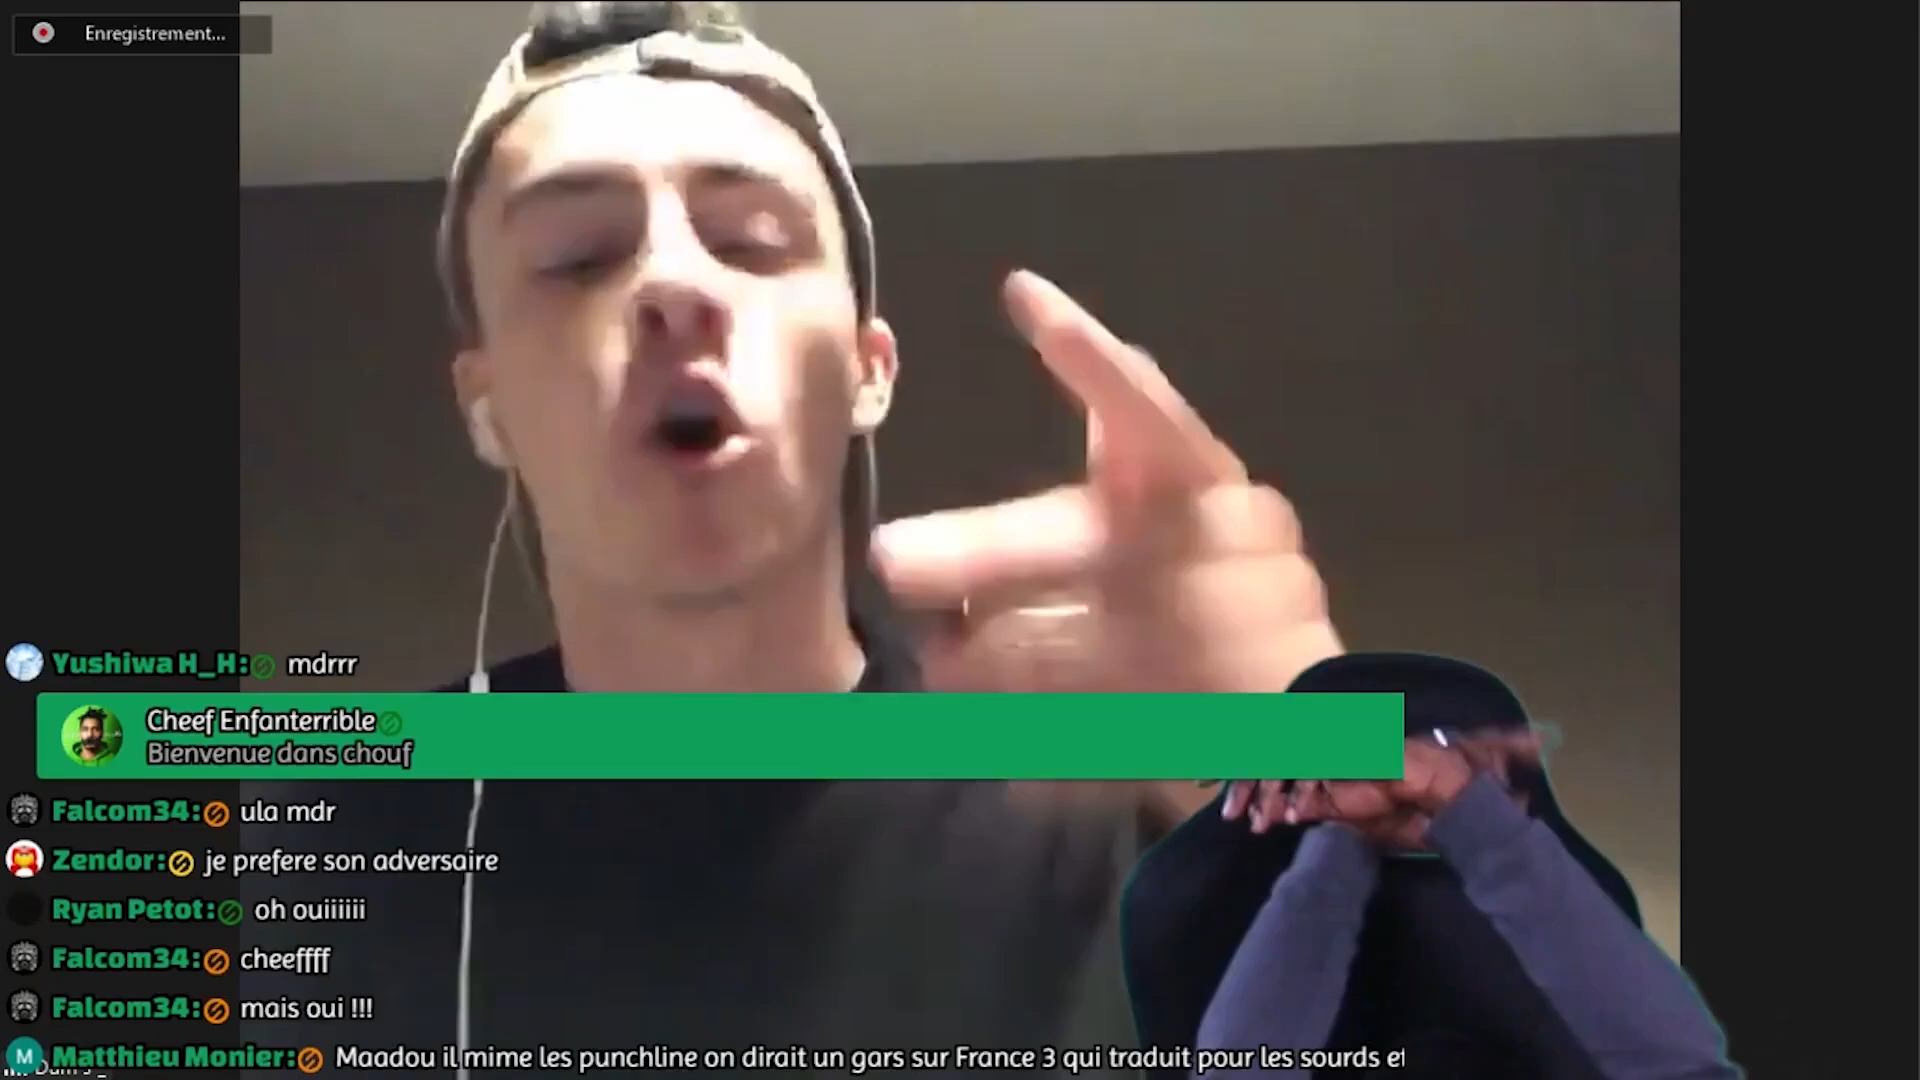 Enregistrement...
Yushiwa H_H: mdrrr
Cheef Enfanterrible
Bienvenue dans chouf
Falcom34: ula mdr
Zendor: je prefere son adversaire
Ryan Petot: oh ouiiiiii
Falcom34: cheeffff
Falcom34: mais oui !!!
M Matthieu Monier: Maadou il mime les punchline on dirait un gars sur France 3 qui traduit pour les sourds et